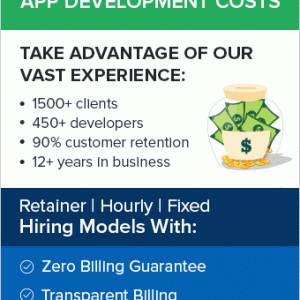 APP DEVELOPMENT COSTS
TAKE ADVANTAGE OF OUR
VAST EXPERIENCE:
• 1500+ clients
• 450+ developers
• 90% customer retention
• 12+ years in business
$
Retainer | Hourly | Fixed
Hiring Models With:
Zero Billing Guarantee
Transparent Billing